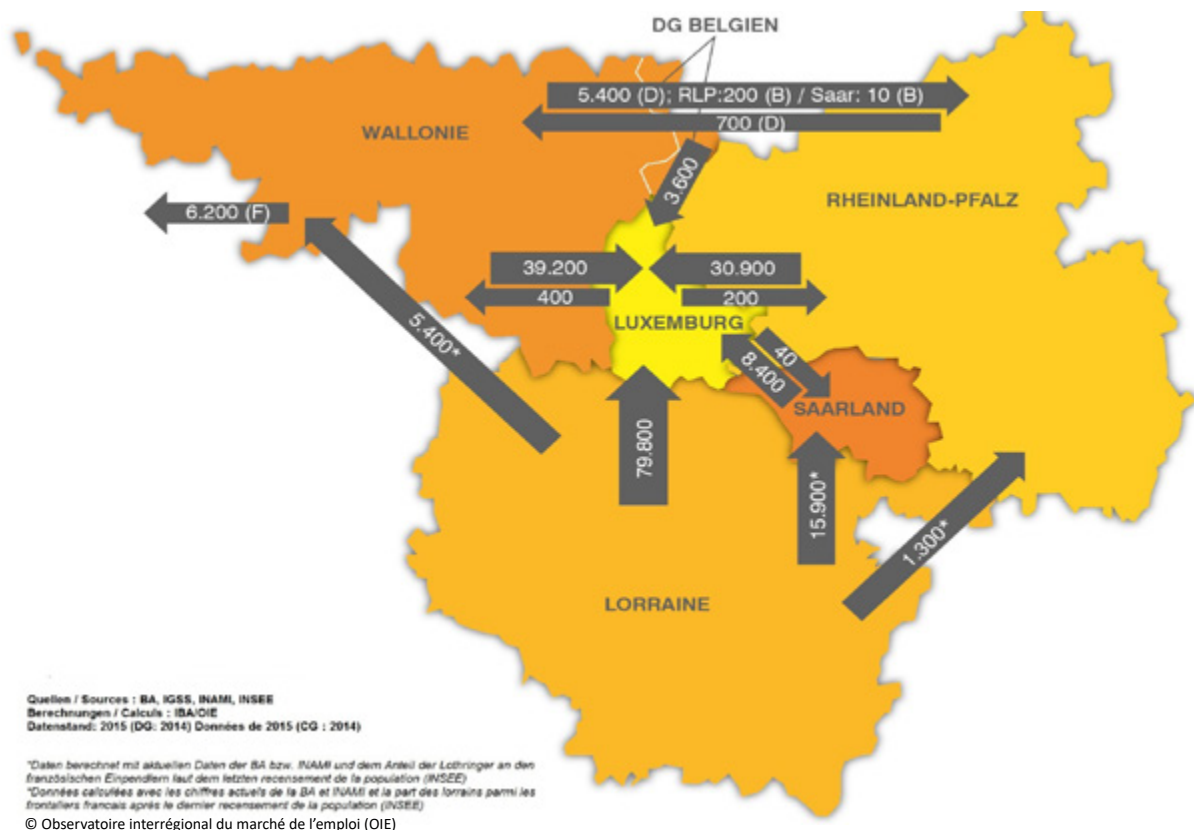 DG BELGIEN
5.400 (D); RLP:200 (B) / Saar: 10 (B)
700 (D)
WALLONIE
3.600
RHEINLAND-PFALZ
6.200 (F)
39.200
30.900
400
200
LUXEMBURG
5.400*
40
8.400
SAARLAND
79.800
15.900*
1.300*
LORRAINE
Quellen / Sources : BA, IGSS, INAMI, INSEE
Berechnungen / Calculs : IBA/OIE
Datenstand: 2015 (DG: 2014) Données de 2015 (CG : 2014)
*Daten berechnet mit aktuellen Daten der BA bzw. INAMI und dem Anteil der Lothringer an den
französischen Einpendlern laut dem letzten recensement de la population (INSEE)
*Données calculées avec les chiffres actuels de la BA et INAMI et la part des lorrains parmi les
frontaliers francais après le dernier recensement de la population (INSEE)
© Observatoire interrégional du marché de l'emploi (OIE)